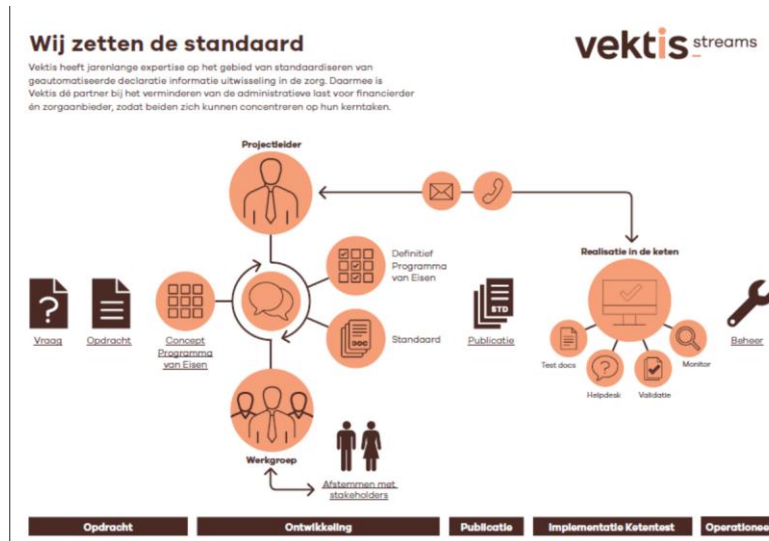 Wij zetten de standaard
vektis streams
Vektis heeft jarenlange expertise op het gebied van standaardiseren van
geautomatiseerde declaratie informatie uitwisseling in de zorg. Daarmee is
Vektis dé partner bij het verminderen van de administratieve last voor financierder
én zorgaanbieder, zodat beiden zich kunnen concentreren op hun kerntaken.
Projectleider
Definitief
Programma
van Eisen
Realisatie in de keten
?
STD
Vraag
Opdracht
Concept
Programma
van Eisen
DOC
Standaard
Publicatie
Beheer
Test docs
?
Monitor
Helpdesk
Validatie
Werkgroep
Afstemmen met
stakeholders
Opdracht
Ontwikkeling
Publicatie
Implementatie Ketentest
Operationee